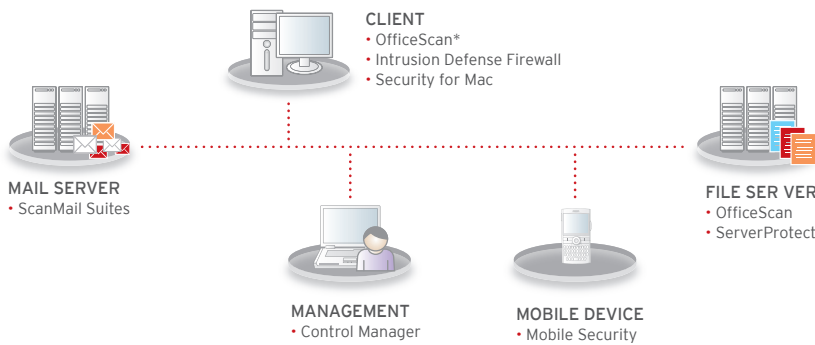 CLIENT
• OfficeScan*
• Intrusion Defense Firewall
• Security for Mac
MAIL SERVER
• ScanMail Suites
FILE SER VER
• OfficeScan
• ServerProtect
MANAGEMENT
• Control Manager
MOBILE DEVICE
• Mobile Security